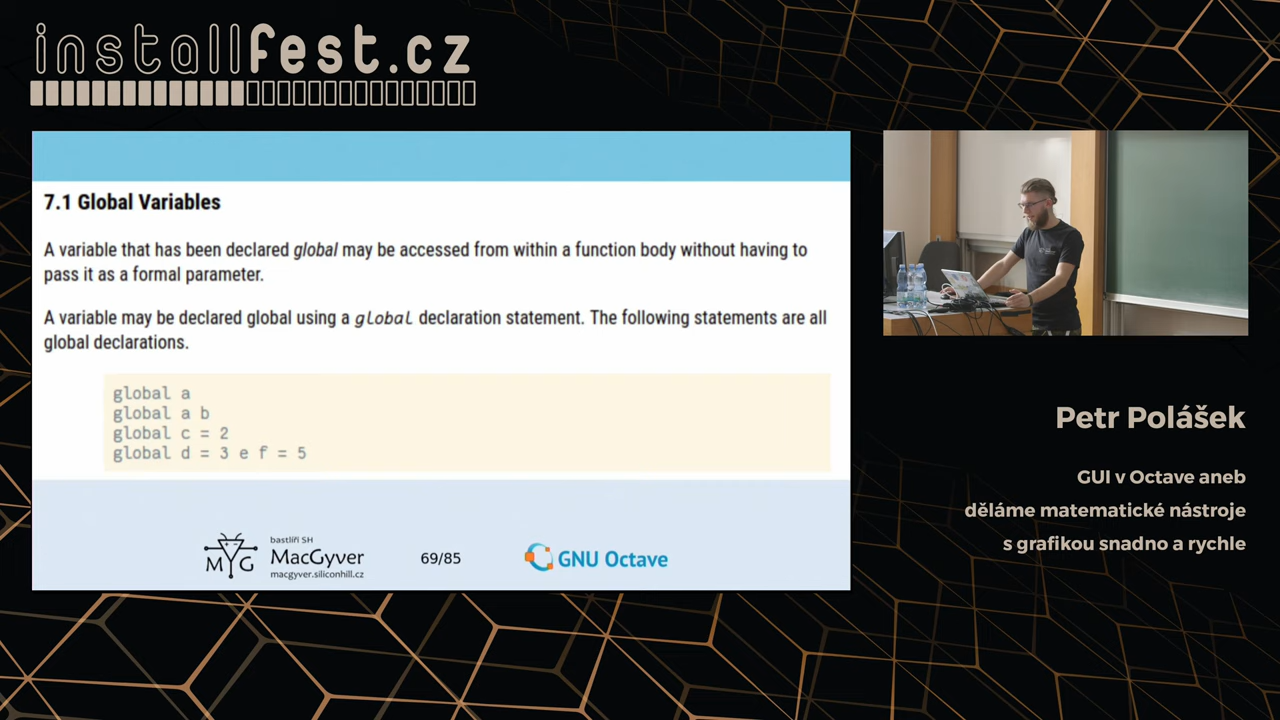 installfest.cz
7.1 Global Variables
A variable that has been declared global may be accessed from within a function body without having to
pass it as a formal parameter.
A variable may be declared global using a global declaration statement. The following statements are all
global declarations.
global a
global a b
global c = 2
global d = 3 e f = 5
MYG
bastlíři SH
MacGyver
macgyver.siliconhill.cz
69/85
GNU Octave
Petr Polášek
GUI v Octave aneb
děláme matematické nástroje
s grafikou snadno a rychle